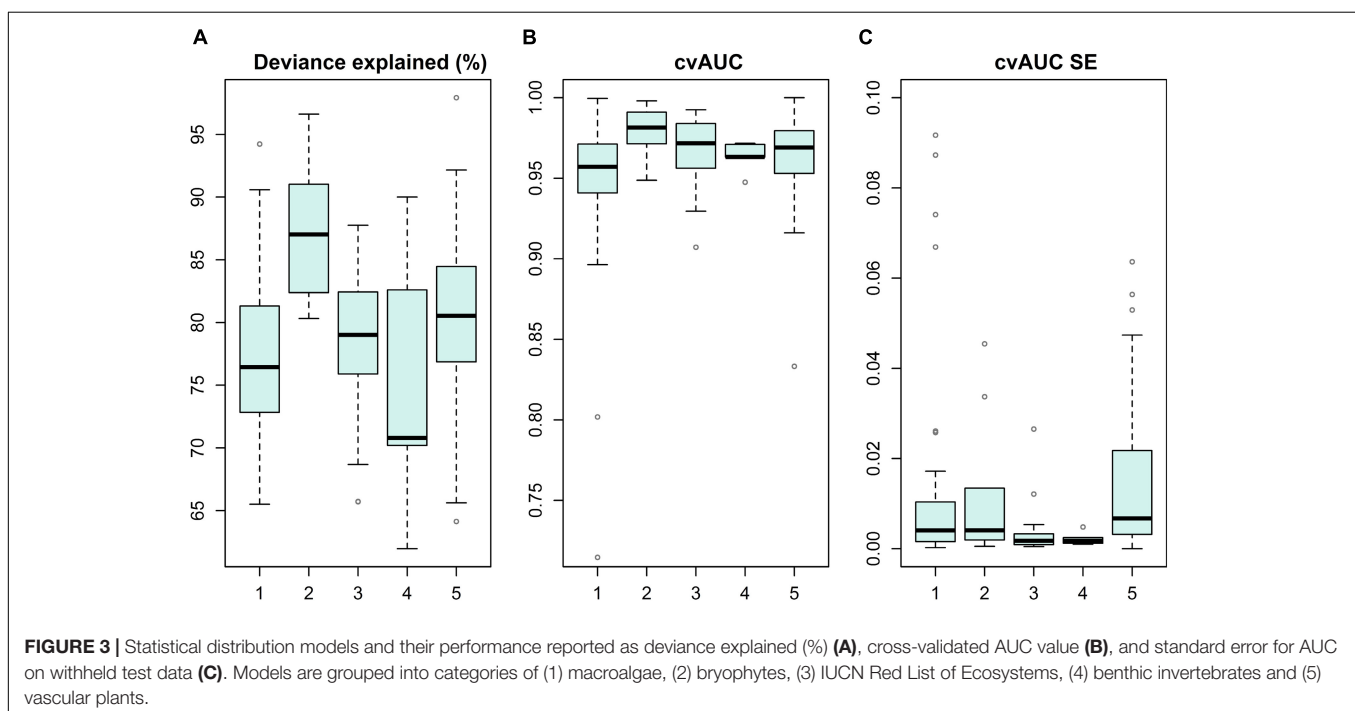 A
Deviance explained (%)
95
90
85
80
75
70
65
1 2 3 4 5
B
cvAUC
1.00
0.95
0.90
0.85
0.80
0.75
1 2 3 4 5
C
cvAUC SE
0.10
0.08
0.06
0.04
0.02
0.00
1 2 3 4 5
FIGURE 3 | Statistical distribution models and their performance reported as deviance explained (%) (A), cross-validated AUC value (B), and standard error for AUC
on withheld test data (C). Models are grouped into categories of (1) macroalgae, (2) bryophytes, (3) IUCN Red List of Ecosystems, (4) benthic invertebrates and (5)
vascular plants.